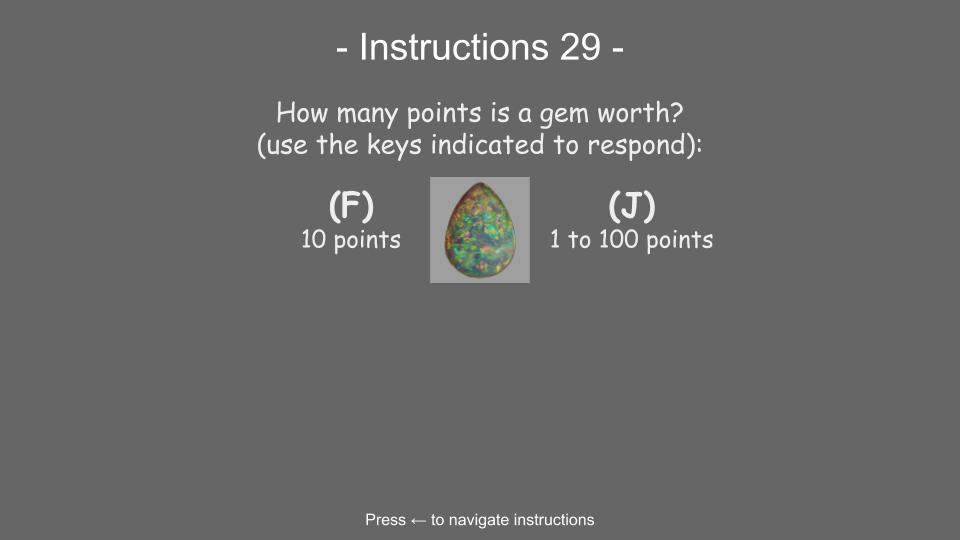 - Instructions 29 -
How many points is a gem worth?
(use the keys indicated to respond):
(F)
10 points
(J)
1 to 100 points
Press ← to navigate instructions